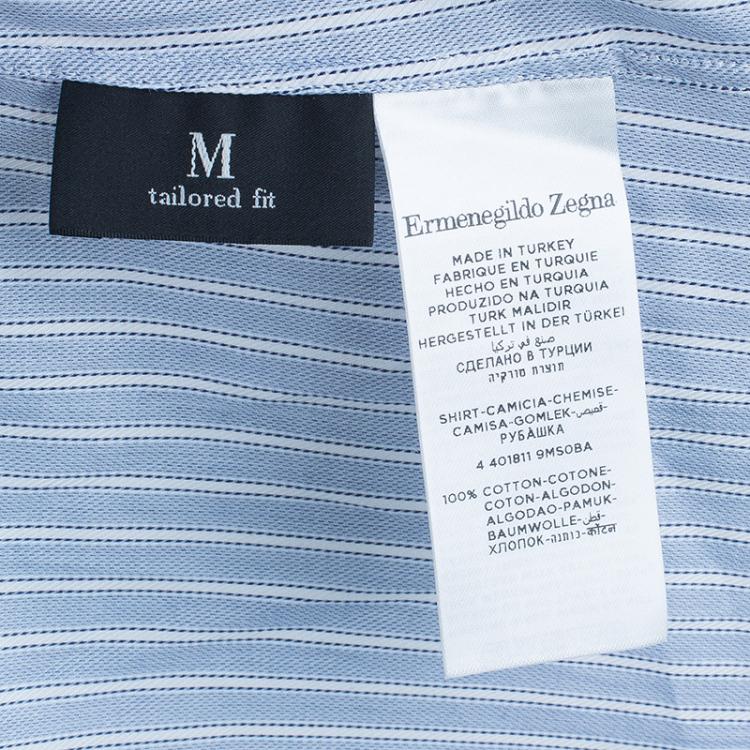 M
tailored fit
Ermenegildo Zegna
MADE IN TURKEY
FABRIQUE EN TURQUIE
HECHO EN TURQUIA
PRODUZIDO NA TURQUIA
TURK MALIDIR
HERGESTELLT IN DER TÜRKEI
صنع في تركيا
СДЕЛАНО В ТУРЦИИ
תוצרת טורקיה
SHIRT-CAMICIA-CHEMISE-
CAMISA-GOMLEK-قميص-
РУБАШКА
4 401811 9MS0BA
100% COTTON-COTONE-
COTON-ALGODON-
ALGODAO-PAMUK-
BAUMWOLLE-قطن-
ХЛОПОК-כותנה-कॉटन